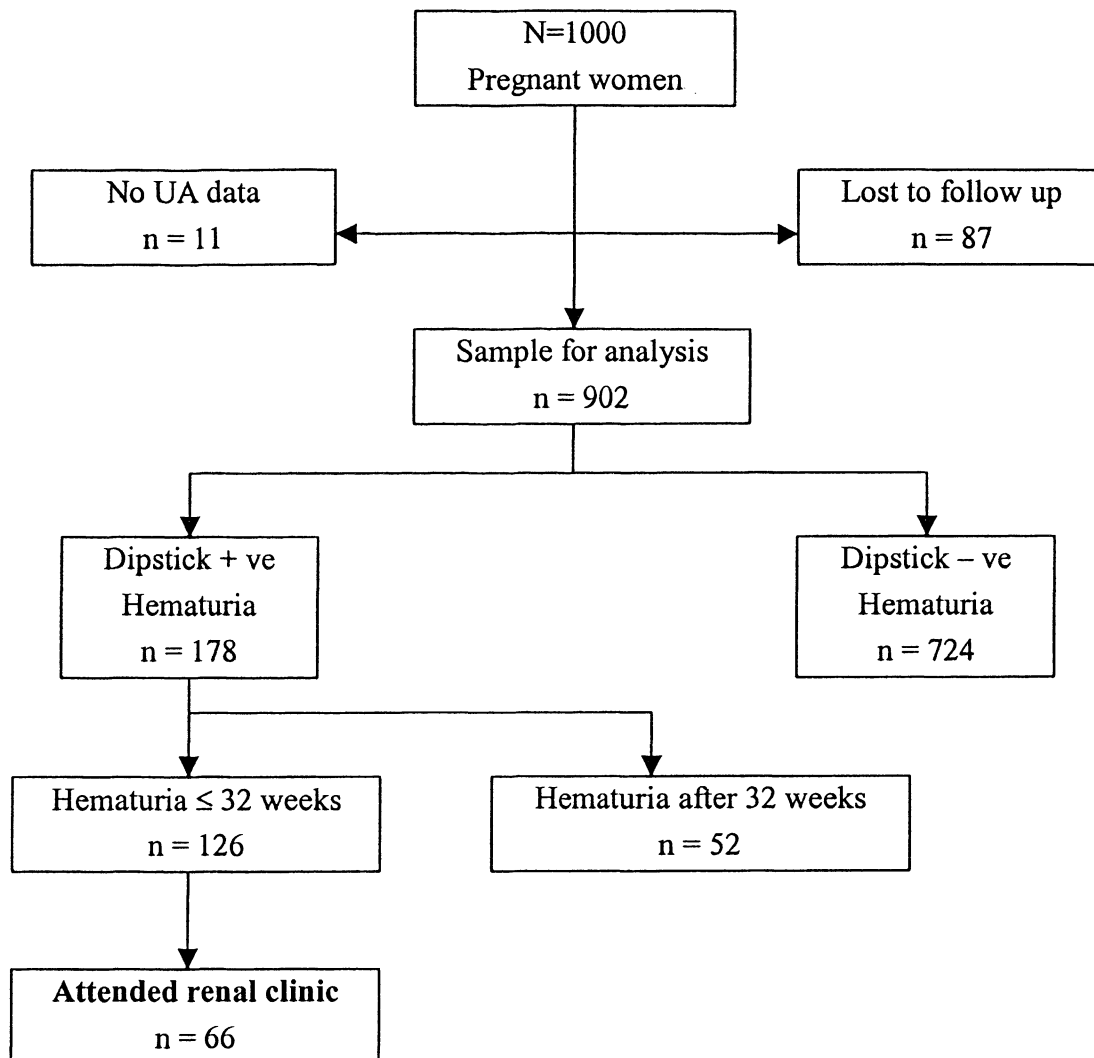 N=1000
Pregnant women
No UA data
n = 11
Lost to follow up
n = 87
Sample for analysis
n = 902
Dipstick + ve
Hematuria
n = 178
Dipstick – ve
Hematuria
n = 724
Hematuria ≤ 32 weeks
n = 126
Hematuria after 32 weeks
n = 52
Attended renal clinic
n = 66